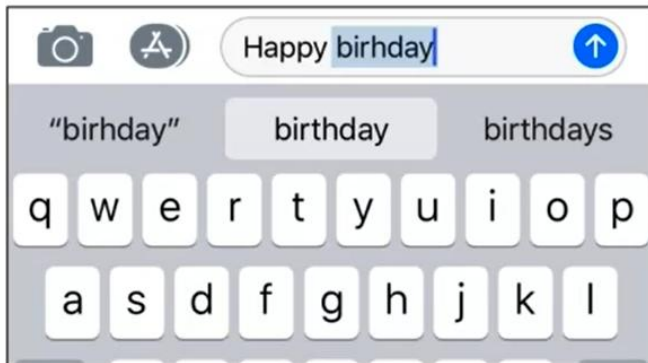 Happy birhday
“birhday” birthday birthdays
q w e r t y u i o p
a s d f g h j k l